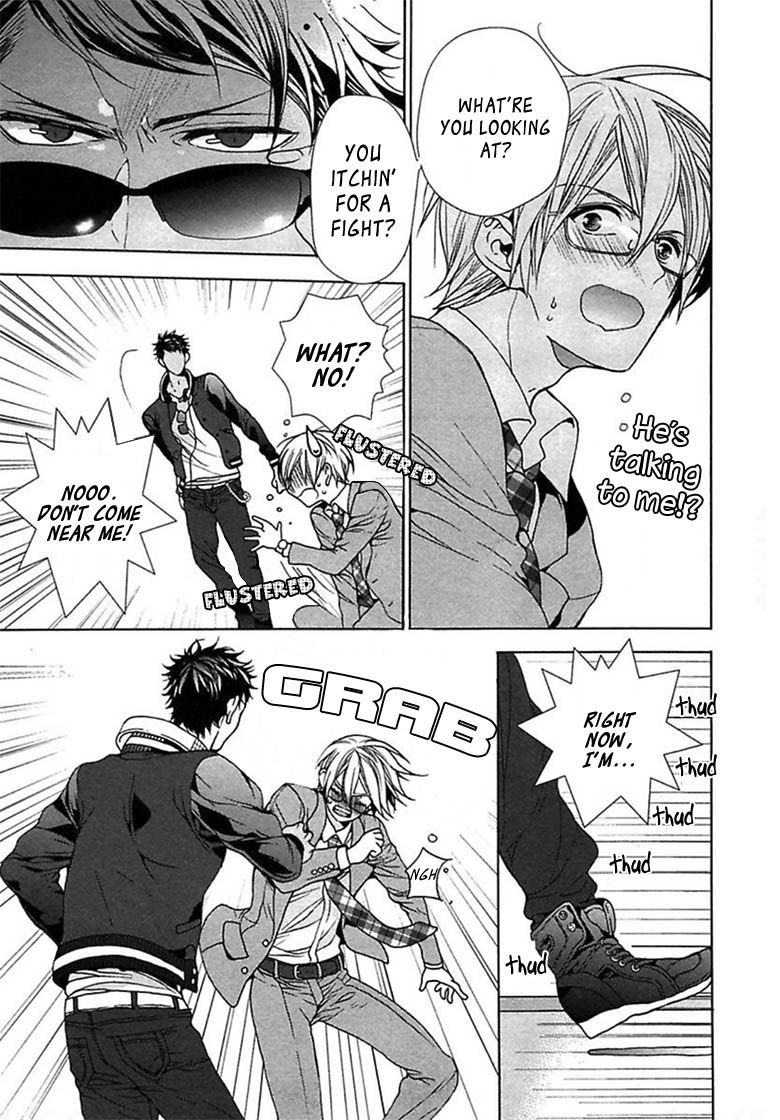 WHAT'RE
YOU LOOKING
AT?
YOU
ITCHIN'
FOR A
FIGHT?
He's
talking
to me!?
WHAT?
NO!
FLUSTERED
NOOO.
DON'T COME
NEAR ME!
FLUSTERED
RIGHT
NOW,
I'M...
thud
thud
thud
thud
thud
GRAB
NGH!